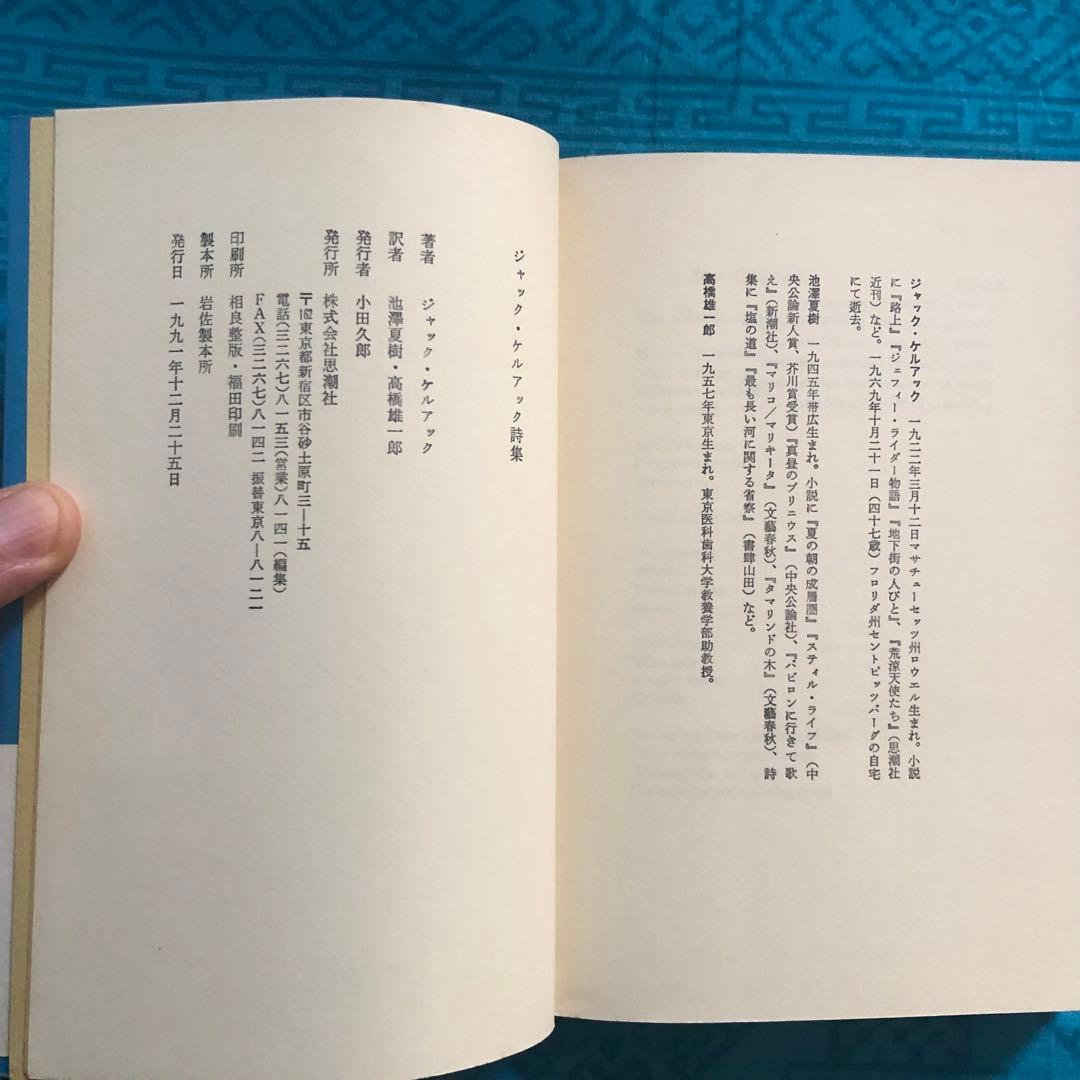 ジャック・ケルアック　一九二二年三月十二日マサチューセッツ州ロウエル生まれ。小説
に『路上』『ジェフィー・ライダー物語』『地下街の人びと』、『荒涼天使たち』（思潮社
近刊）など。一九六九年十月二十一日（四十七歳）フロリダ州セントピッツバーグの自宅
にて逝去。
池澤夏樹　一九四五年帯広生まれ。小説に『夏の朝の成層圏』『スティル・ライフ』（中
央公論新人賞、芥川賞受賞）『真昼のプリニウス』（中央公論社）、『バビロンに行きて歌
え』（新潮社）、『マリコ／マリキータ』（文藝春秋）、『タマリンドの木』（文藝春秋）、詩
集に『塩の道』『最も長い河に関する省察』（書肆山田）など。
高橋雄一郎　一九五七年東京生まれ。東京医科歯科大学教養学部助教授。
ジャック・ケルアック詩集
著者　ジャック・ケルアック
訳者　池澤夏樹・高橋雄一郎
発行者　小田久郎
発行所　株式会社思潮社
〒162東京都新宿区市谷砂土原町三―十五
電話（三二六七）八一五三（営業）八一四一（編集）
FAX（三二六七）八一四二　振替東京八―八一二一
印刷所　相良整版・福田印刷
製本所　岩佐製本所
発行日　一九九一年十二月二十五日